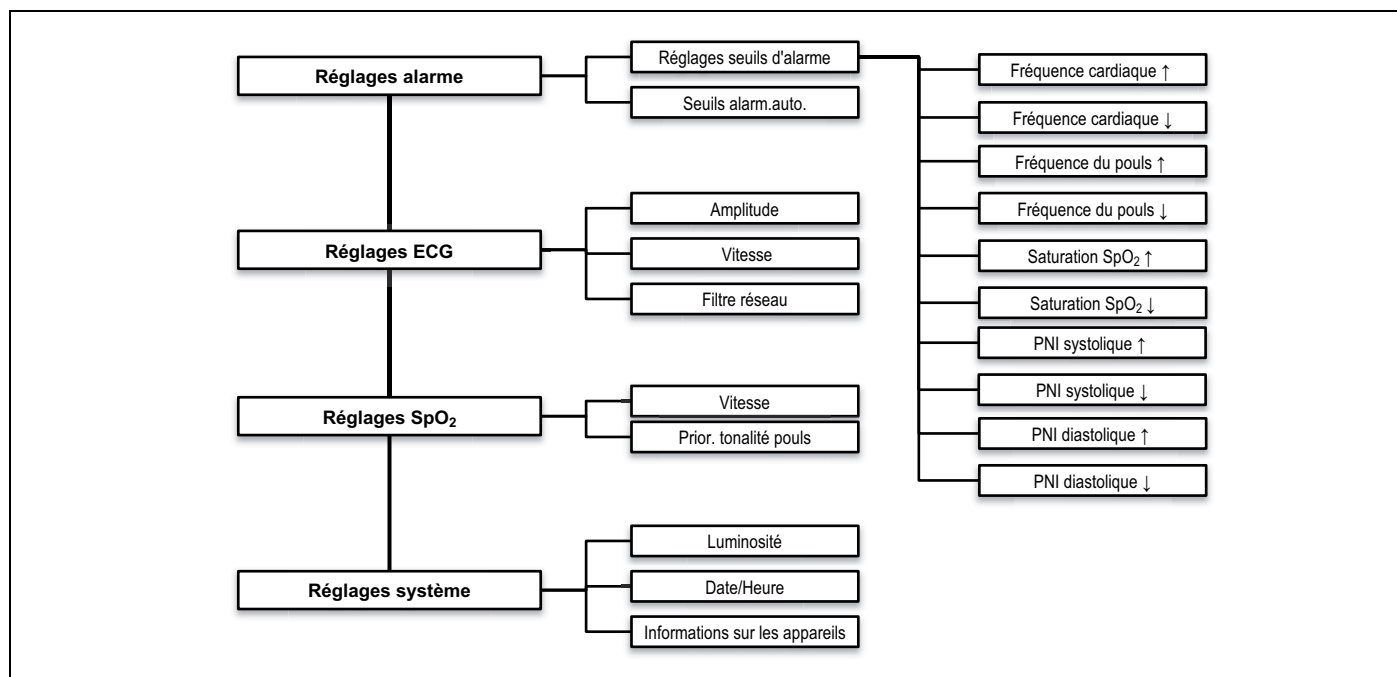 Réglages alarme
Réglages seuils d'alarme
Seuils alarm.auto.
Fréquence cardiaque ↑
Fréquence cardiaque ↓
Fréquence du pouls ↑
Fréquence du pouls ↓
Saturation SpO₂ ↑
Saturation SpO₂ ↓
PNI systolique ↑
PNI systolique ↓
PNI diastolique ↑
PNI diastolique ↓
Réglages ECG
Amplitude
Vitesse
Filtre réseau
Réglages SpO₂
Vitesse
Prior. tonalité pouls
Réglages système
Luminosité
Date/Heure
Informations sur les appareils